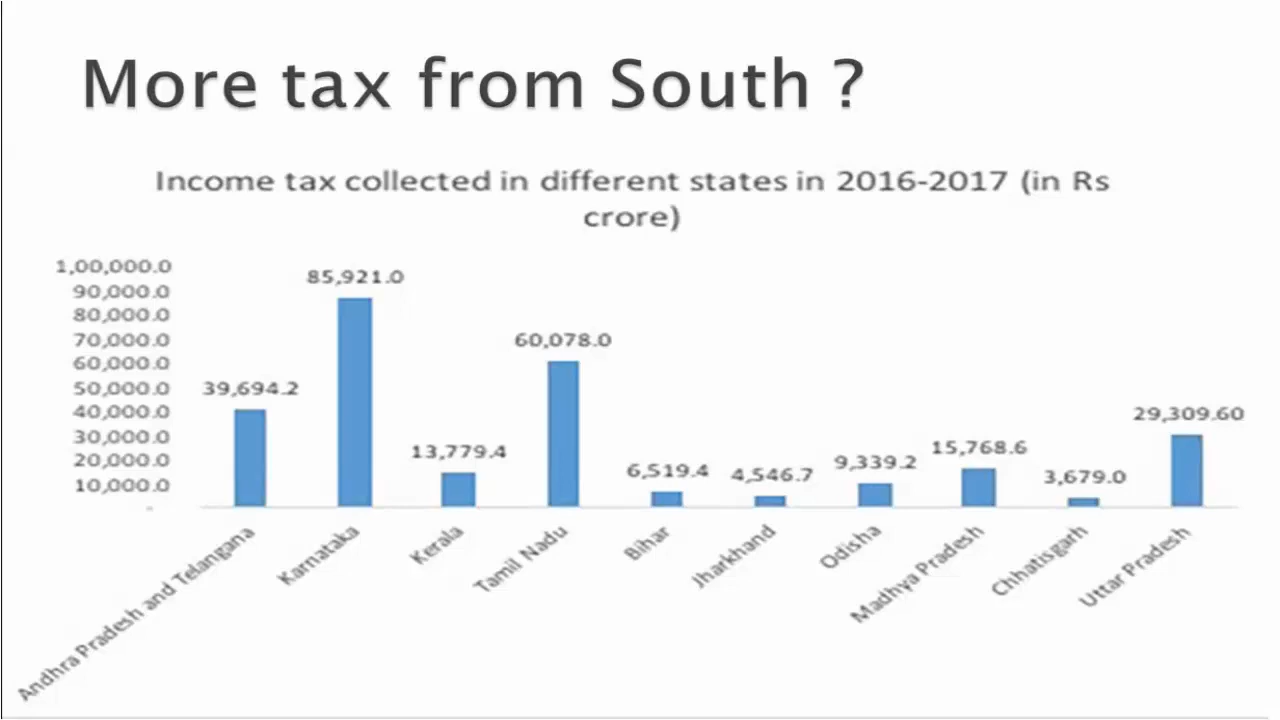 More tax from South ?
Income tax collected in different states in 2016-2017 (in Rs
crore)
1,00,000.0
90,000.0
80,000.0
70,000.0
60,000.0
50,000.0
40,000.0
30,000.0
20,000.0
10,000.0
-
39,694.2
85,921.0
13,779.4
60,078.0
6,519.4
4,546.7
9,339.2
15,768.6
3,679.0
29,309.60
Andhra Pradesh and Telangana
Karnataka
Kerala
Tamil Nadu
Bihar
Jharkhand
Odisha
Madhya Pradesh
Chhatisgarh
Uttar Pradesh